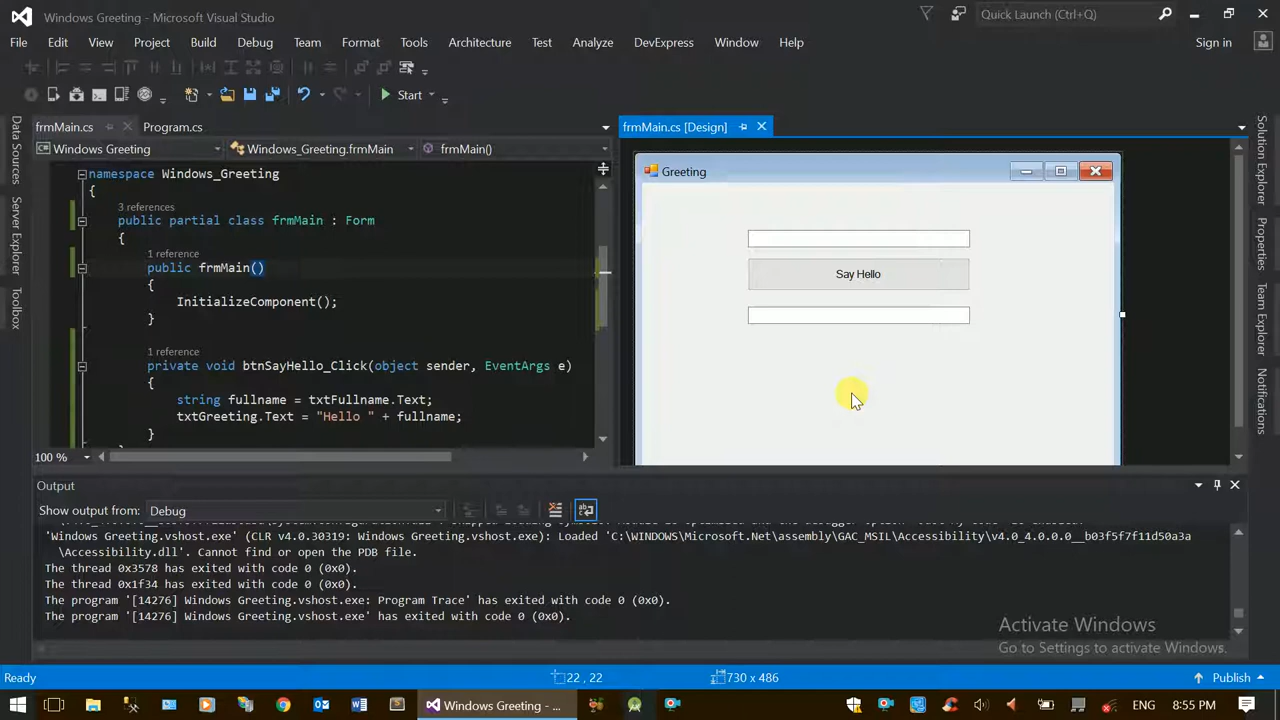 Windows Greeting - Microsoft Visual Studio
Quick Launch (Ctrl+Q)
File Edit View Project Build Debug Team Format Tools Architecture Test Analyze DevExpress Window Help Sign in
Start
frmMain.cs Program.cs
frmMain.cs [Design]
Windows Greeting Windows_Greeting.frmMain frmMain()
Data Sources
Server Explorer
Toolbox
namespace Windows_Greeting
{
3 references
public partial class frmMain : Form
{
1 reference
public frmMain()
{
InitializeComponent();
}
1 reference
private void btnSayHello_Click(object sender, EventArgs e)
{
string fullname = txtFullname.Text;
txtGreeting.Text = "Hello " + fullname;
}
100 %
Greeting
Say Hello
Solution Explorer
Properties
Team Explorer
Notifications
Output
Show output from: Debug
'Windows Greeting.vshost.exe' (CLR v4.0.30319: Windows Greeting.vshost.exe): Loaded 'C:\WINDOWS\Microsoft.Net\assembly\GAC_MSIL\Accessibility\v4.0_4.0.0.0__b03f5f7f11d50a3a
\Accessibility.dll'. Cannot find or open the PDB file.
The thread 0x3578 has exited with code 0 (0x0).
The thread 0x1f34 has exited with code 0 (0x0).
The program '[14276] Windows Greeting.vshost.exe: Program Trace' has exited with code 0 (0x0).
The program '[14276] Windows Greeting.vshost.exe' has exited with code 0 (0x0).
Activate Windows
Go to Settings to activate Windows.
Ready 22 , 22 730 x 486 Publish
Windows Greeting - ... ENG 8:55 PM